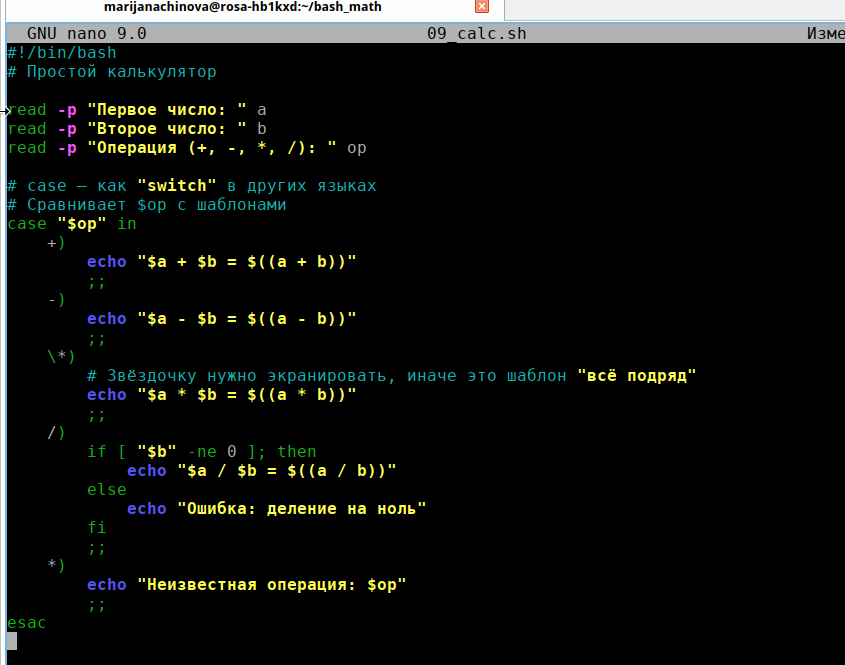 marijanachinova@rosa-hb1kxd:~/bash_math
GNU nano 9.0 09_calc.sh Изме
#!/bin/bash
# Простой калькулятор
read -p "Первое число: " a
read -p "Второе число: " b
read -p "Операция (+, -, *, /): " op
# case — как "switch" в других языках
# Сравнивает $op с шаблонами
case "$op" in
    +)
        echo "$a + $b = $((a + b))"
        ;;
    -)
        echo "$a - $b = $((a - b))"
        ;;
    \*)
        # Звёздочку нужно экранировать, иначе это шаблон "всё подряд"
        echo "$a * $b = $((a * b))"
        ;;
    /)
        if [ "$b" -ne 0 ]; then
            echo "$a / $b = $((a / b))"
        else
            echo "Ошибка: деление на ноль"
        fi
        ;;
    *)
        echo "Неизвестная операция: $op"
        ;;
esac